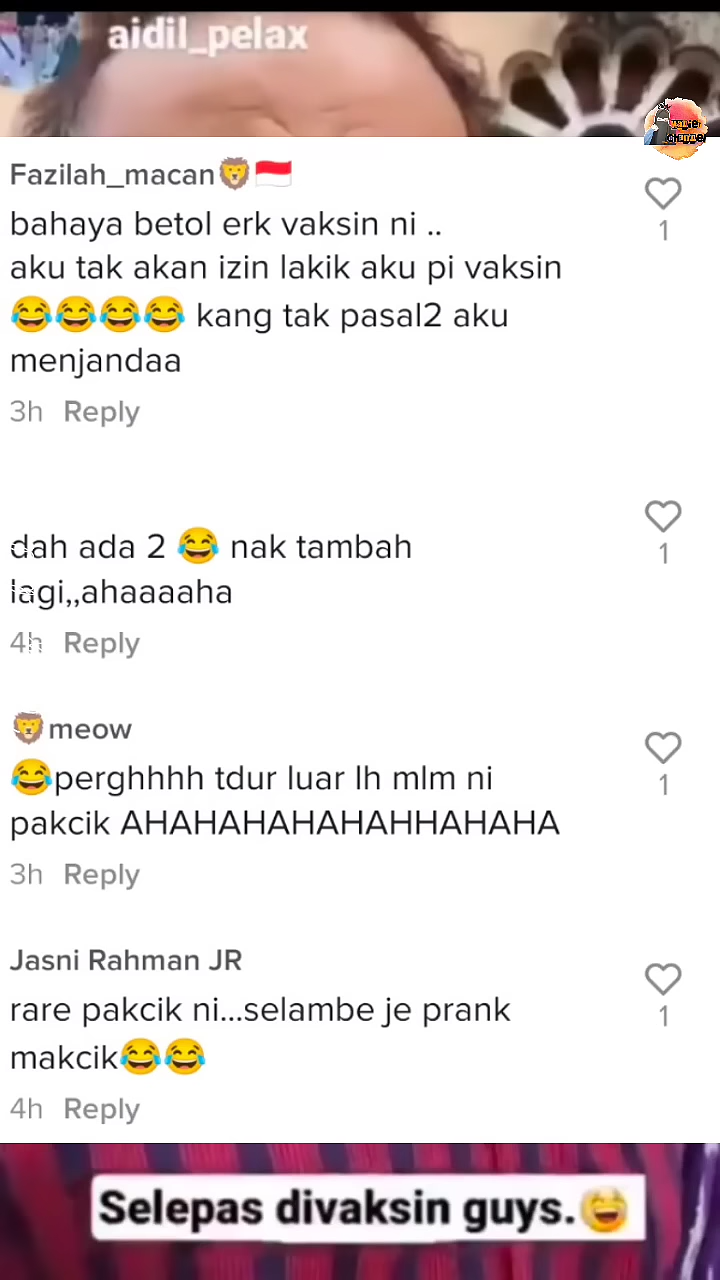 aidil_pelax
Fazilah_macan🦁🇮🇩
bahaya betol erk vaksin ni ..
1
aku tak akan izin lakik aku pi vaksin
😂😂😂😂 kang tak pasal2 aku
menjandaa
3h Reply
dah ada 2 😂 nak tambah
1
lagi,,ahaaaaha
4h Reply
🦁meow
😂perghhhh tdur luar lh mlm ni
1
pakcik AHAHAHAHAHAHHAHAHA
3h Reply
Jasni Rahman JR
rare pakcik ni...selambe je prank
1
makcik😂😂
4h Reply
Selepas divaksin guys.😆